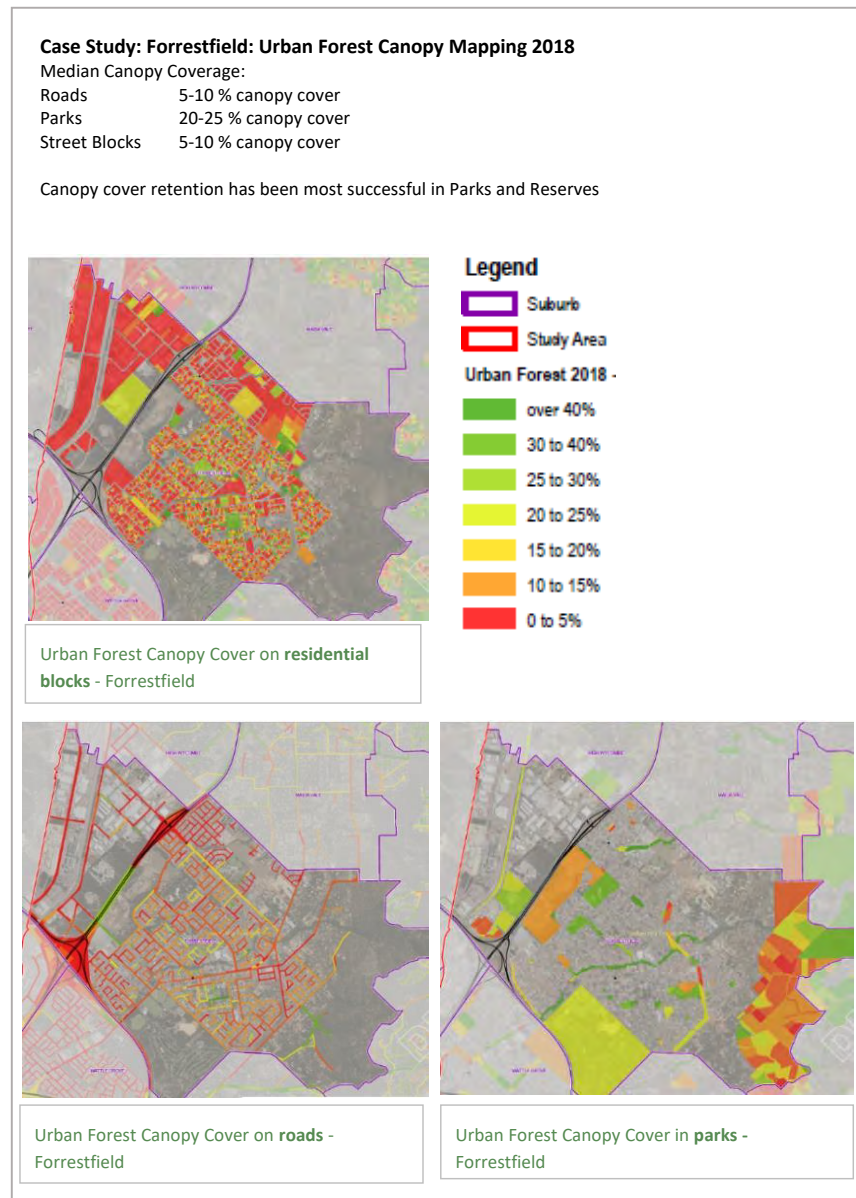 Case Study: Forrestfield: Urban Forest Canopy Mapping 2018
Median Canopy Coverage:
Roads 5-10 % canopy cover
Parks 20-25 % canopy cover
Street Blocks 5-10 % canopy cover
Canopy cover retention has been most successful in Parks and Reserves
Legend
Suburb
Study Area
Urban Forest 2018 -
over 40%
30 to 40%
25 to 30%
20 to 25%
15 to 20%
10 to 15%
0 to 5%
Urban Forest Canopy Cover on residential
blocks - Forrestfield
Urban Forest Canopy Cover on roads -
Forrestfield
Urban Forest Canopy Cover in parks -
Forrestfield